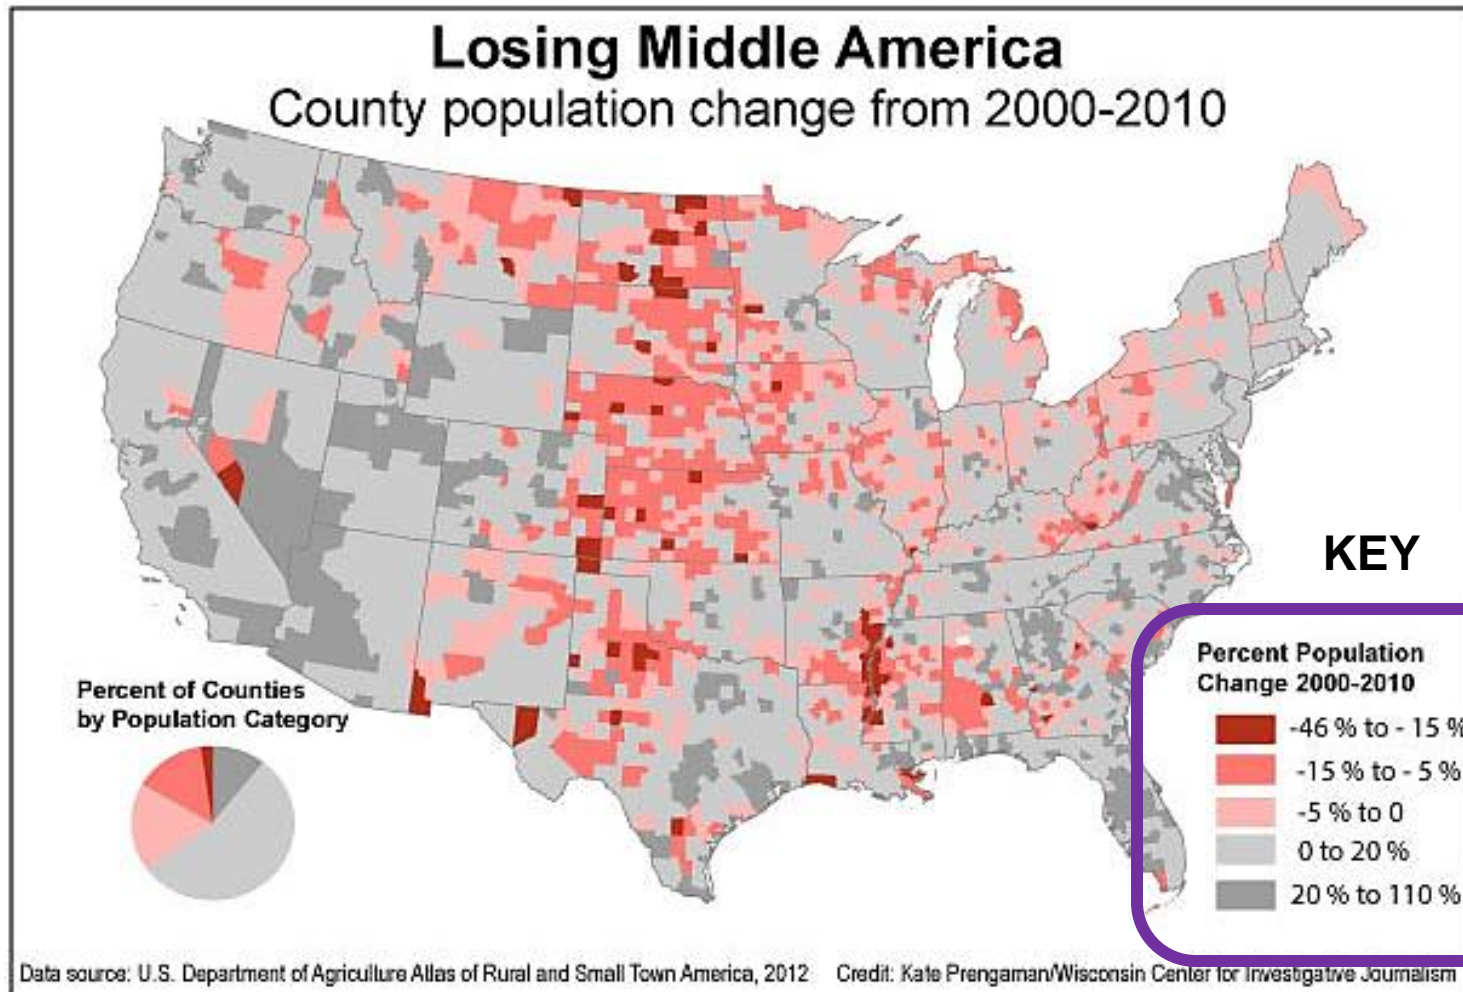 Losing Middle America
County population change from 2000-2010
KEY
Percent Population
Change 2000-2010
-46 % to - 15 %
-15 % to - 5 %
-5 % to 0
0 to 20 %
20 % to 110 %
Percent of Counties
by Population Category
Data source: U.S. Department of Agriculture Atlas of Rural and Small Town America, 2012 Credit: Kate Prengaman/Wisconsin Center for Investigative Journalism